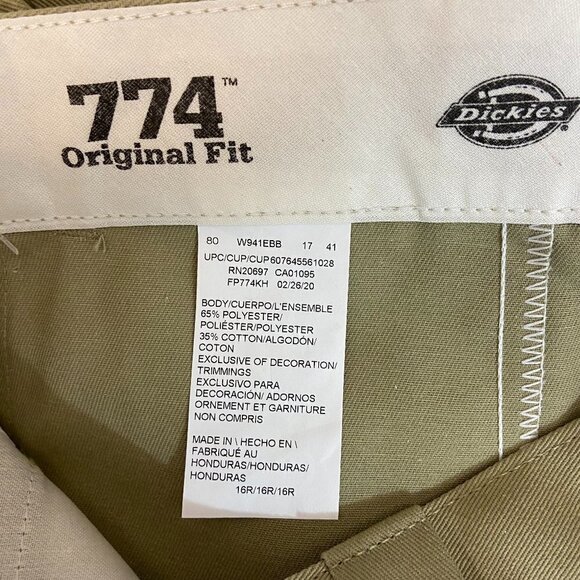 774™
Original Fit
Dickies
80 W941EBB 17 41
UPC/CUP/CUP607645561028
RN20697 CA01095
FP774KH 02/26/20
BODY/CUERPO/L'ENSEMBLE
65% POLYESTER/
POLIÉSTER/POLYESTER
35% COTTON/ALGODÓN/
COTON
EXCLUSIVE OF DECORATION/
TRIMMINGS
EXCLUSIVO PARA
DECORACIÓN/ ADORNOS
ORNEMENT ET GARNITURE
NON COMPRIS
MADE IN \ HECHO EN \
FABRIQUÉ AU
HONDURAS/HONDURAS/
HONDURAS
16R/16R/16R